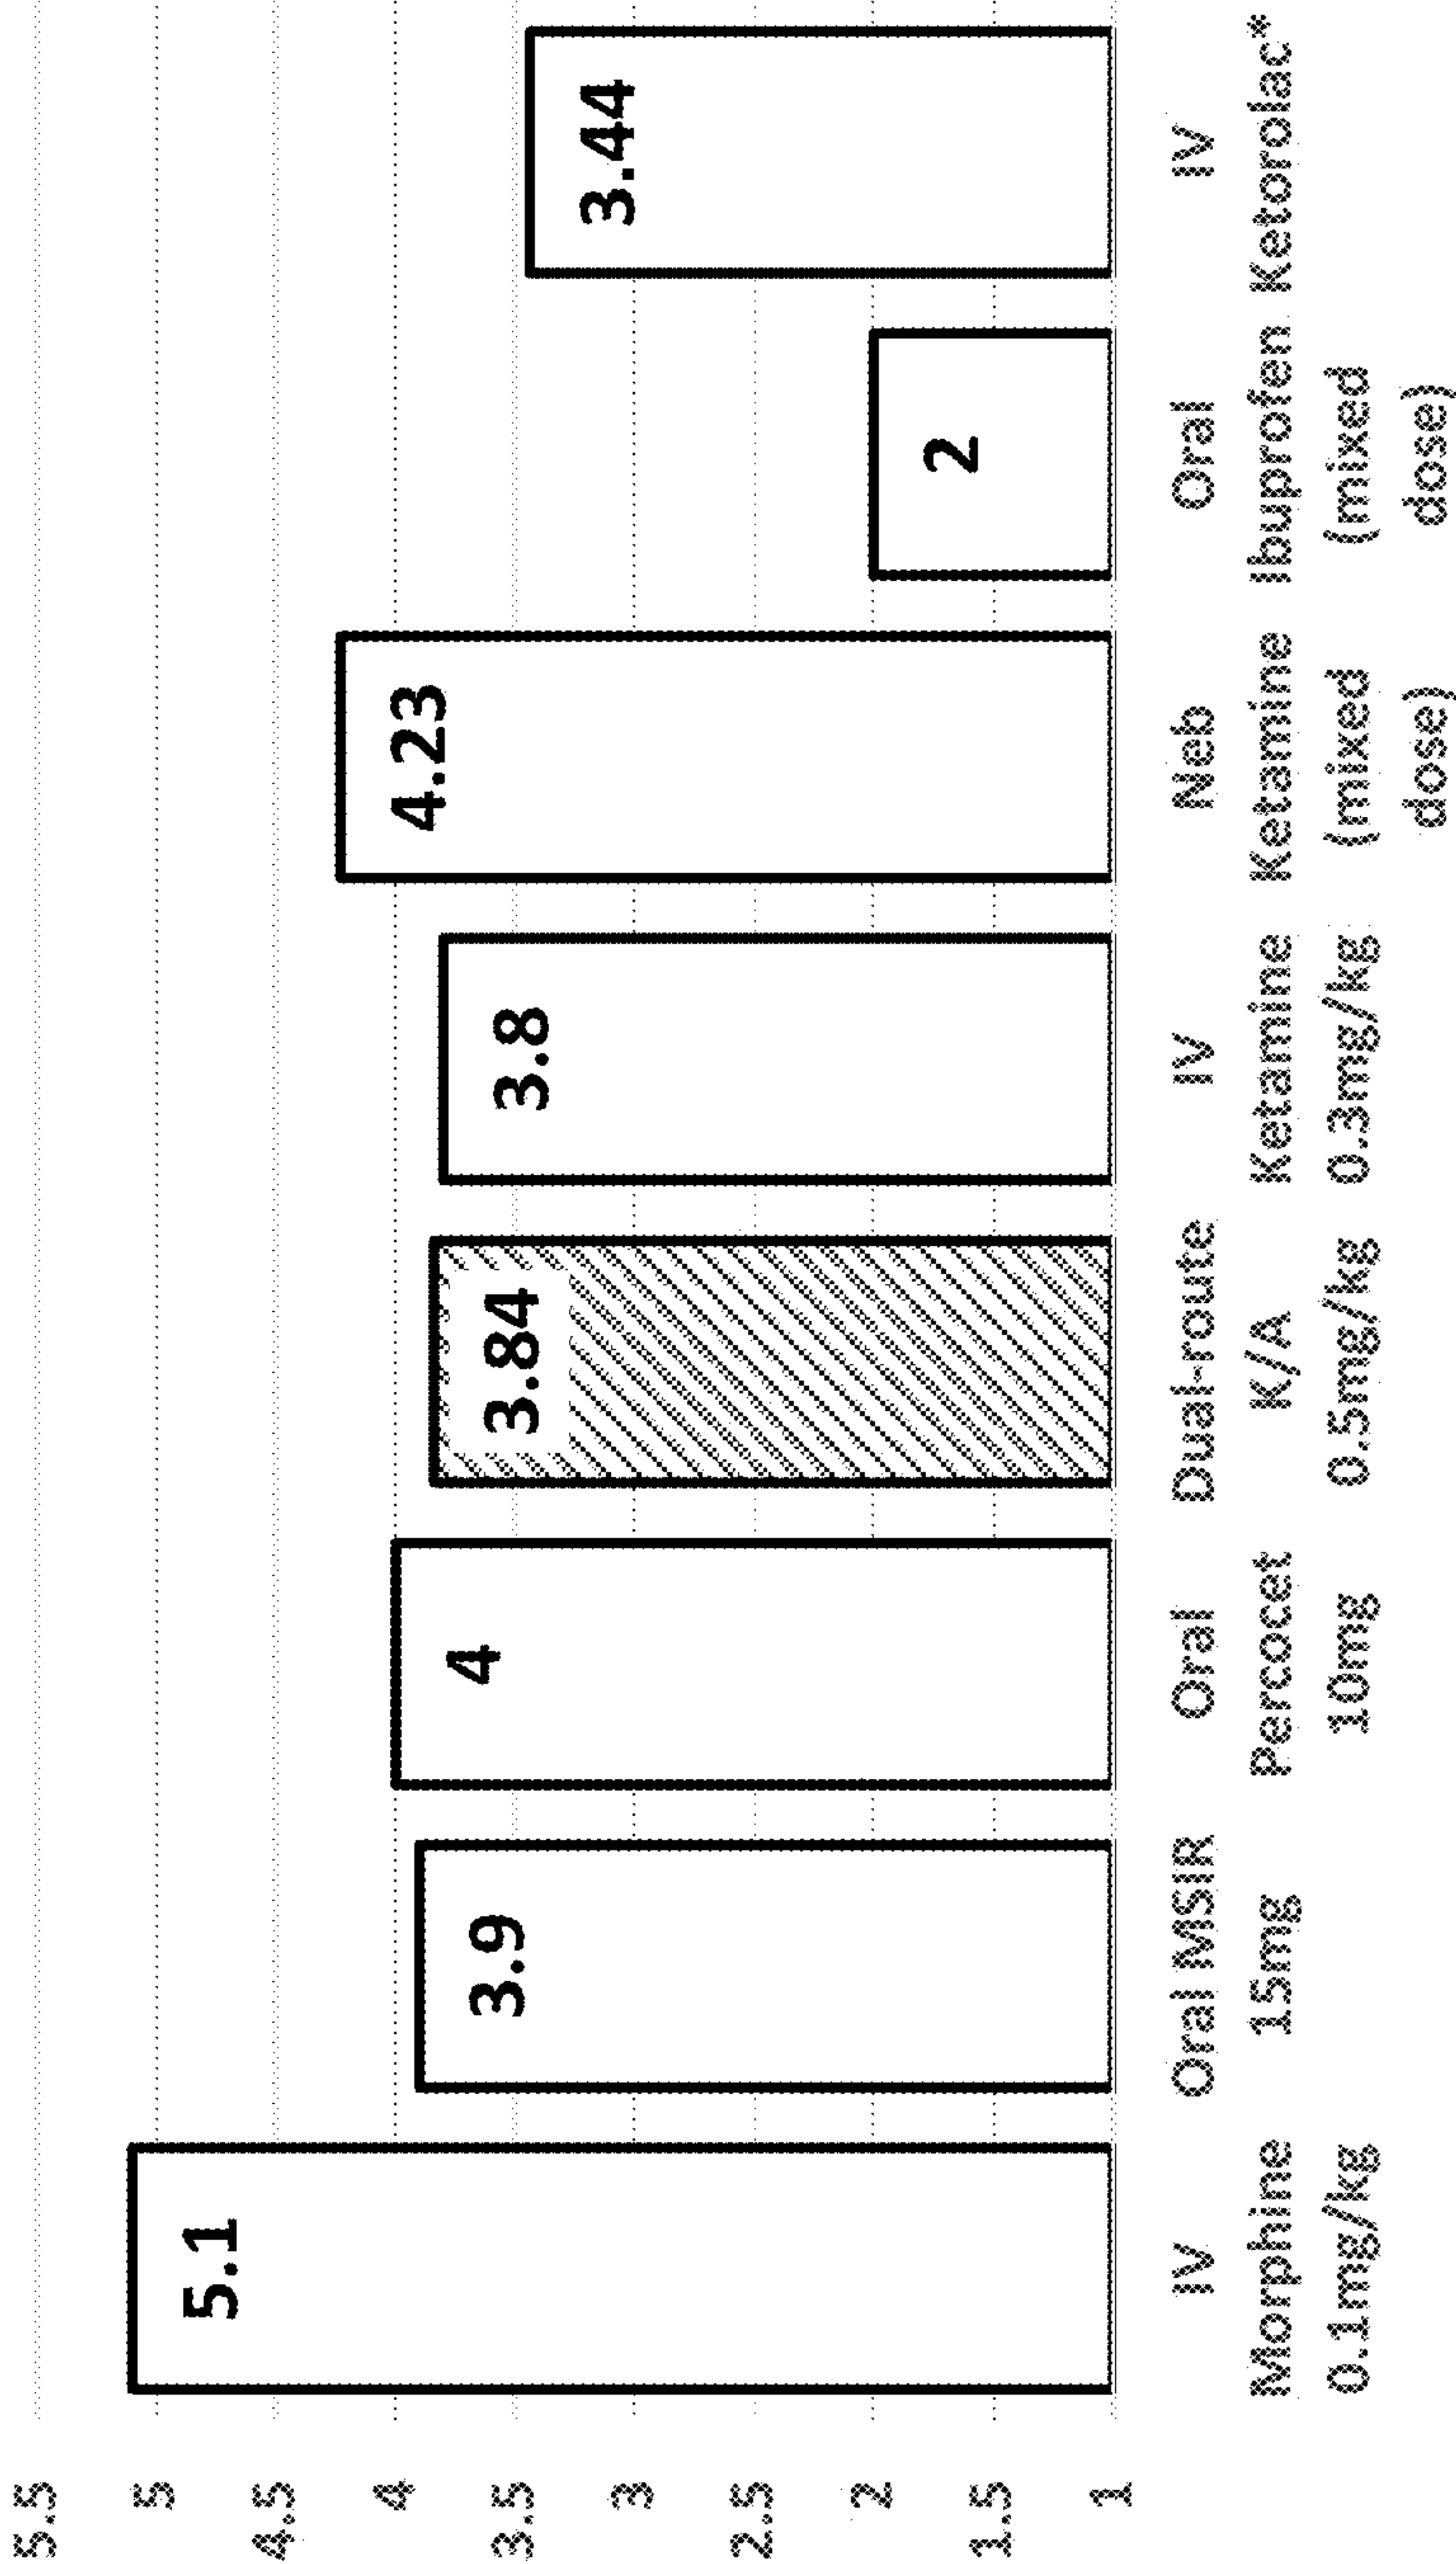 5.5
5
4.5
4
3.5
3
2.5
2
1.5
1
5.1
3.9
4
3.84
3.8
4.23
2
3.44
IV
Morphine
0.1mg/kg
Oral MSIR
15mg
Oral
Percocet
10mg
Dual-route
K/A
0.5mg/kg
IV
Ketamine
0.3mg/kg
Neb
Ketamine
(mixed
dose)
Oral
Ibuprofen
(mixed
dose)
IV
Ketorolac*